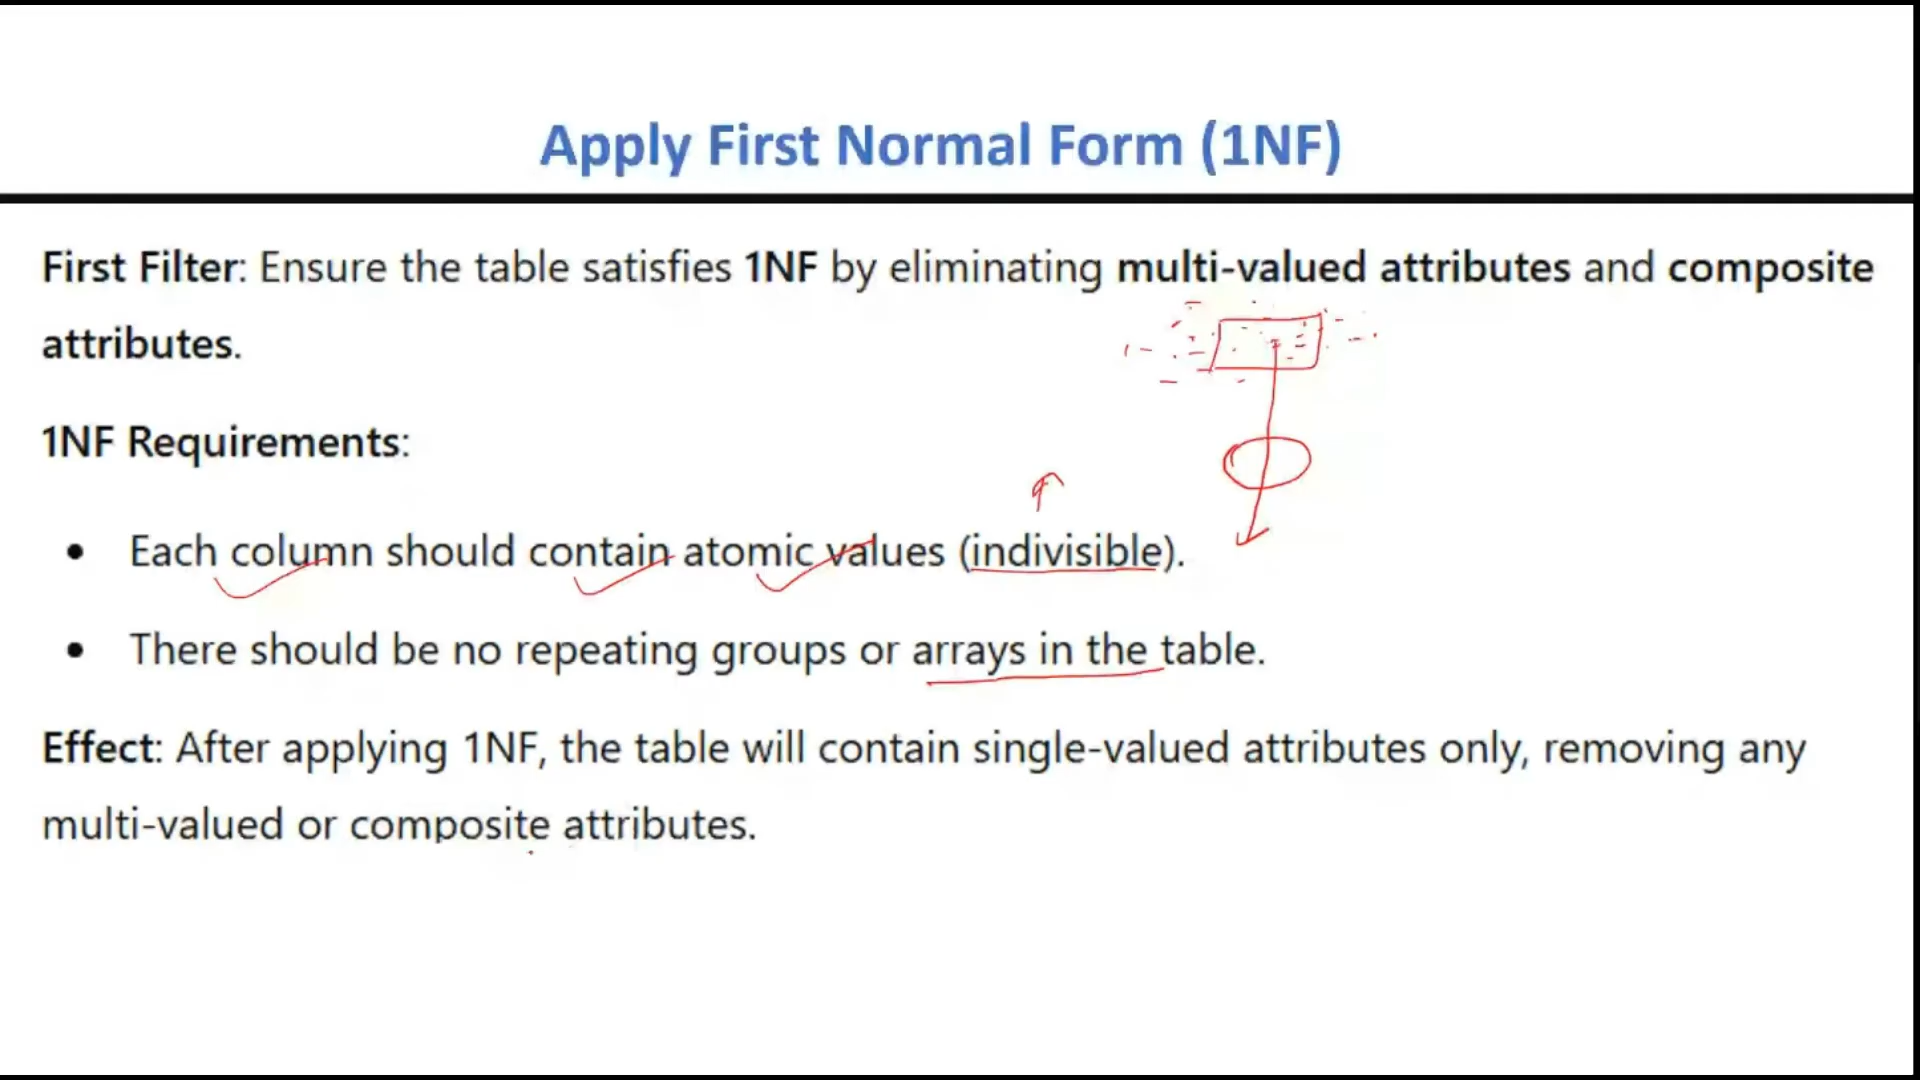 Apply First Normal Form (1NF)
First Filter: Ensure the table satisfies 1NF by eliminating multi-valued attributes and composite
attributes.
1NF Requirements:
• Each column should contain atomic values (indivisible).
• There should be no repeating groups or arrays in the table.
Effect: After applying 1NF, the table will contain single-valued attributes only, removing any
multi-valued or composite attributes.